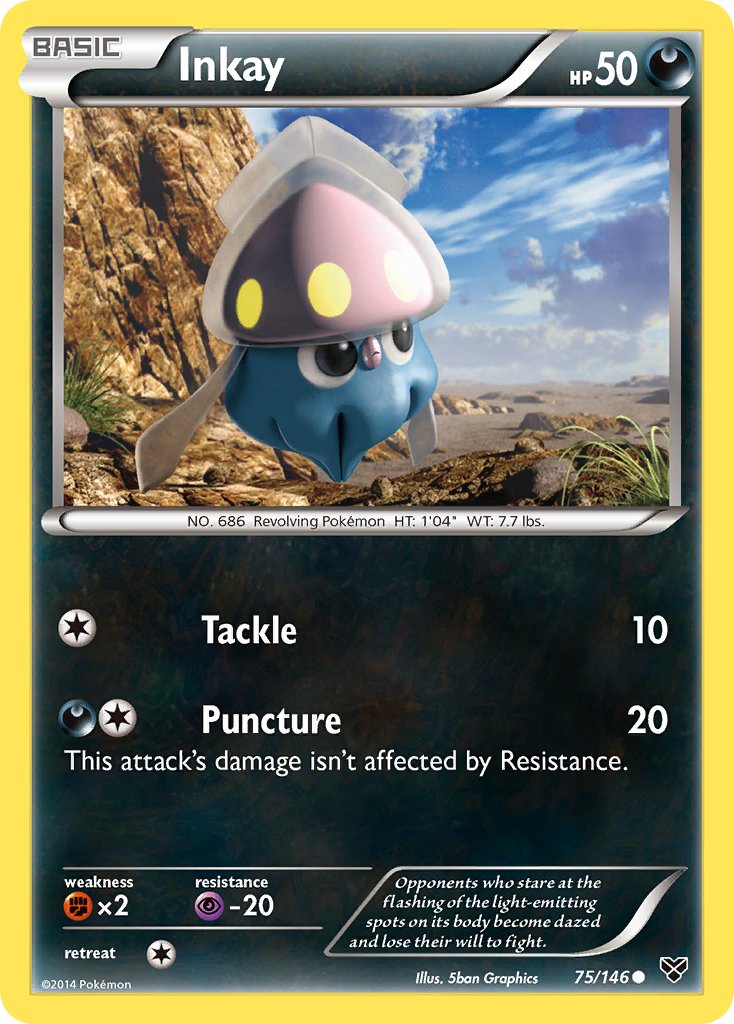 BASIC
Inkay
HP 50
NO. 686 Revolving Pokémon HT: 1'04" WT: 7.7 lbs.
Tackle 10
Puncture 20
This attack's damage isn't affected by Resistance.
weakness
×2
resistance
-20
retreat
Opponents who stare at the
flashing of the light-emitting
spots on its body become dazed
and lose their will to fight.
©2014 Pokémon
Illus. 5ban Graphics
75/146